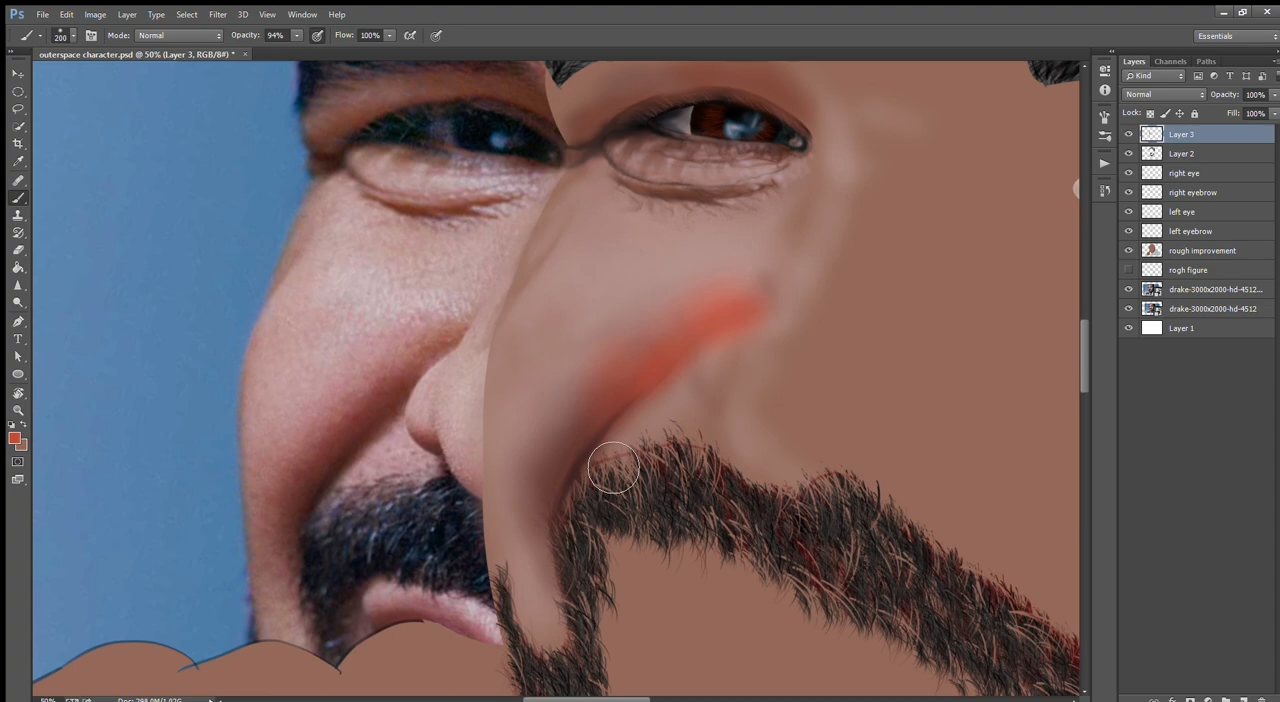 Ps File Edit Image Layer Type Select Filter 3D View Window Help
200 Mode: Normal Opacity: 94% Flow: 100% Essentials
outerspace character.psd @ 50% (Layer 3, RGB/8#) * ×
Layers Channels Paths
Kind
Normal Opacity: 100%
Lock: Fill: 100%
Layer 3
Layer 2
right eye
right eyebrow
left eye
left eyebrow
rough improvement
rogh figure
drake-3000x2000-hd-4512...
drake-3000x2000-hd-4512
Layer 1
50%